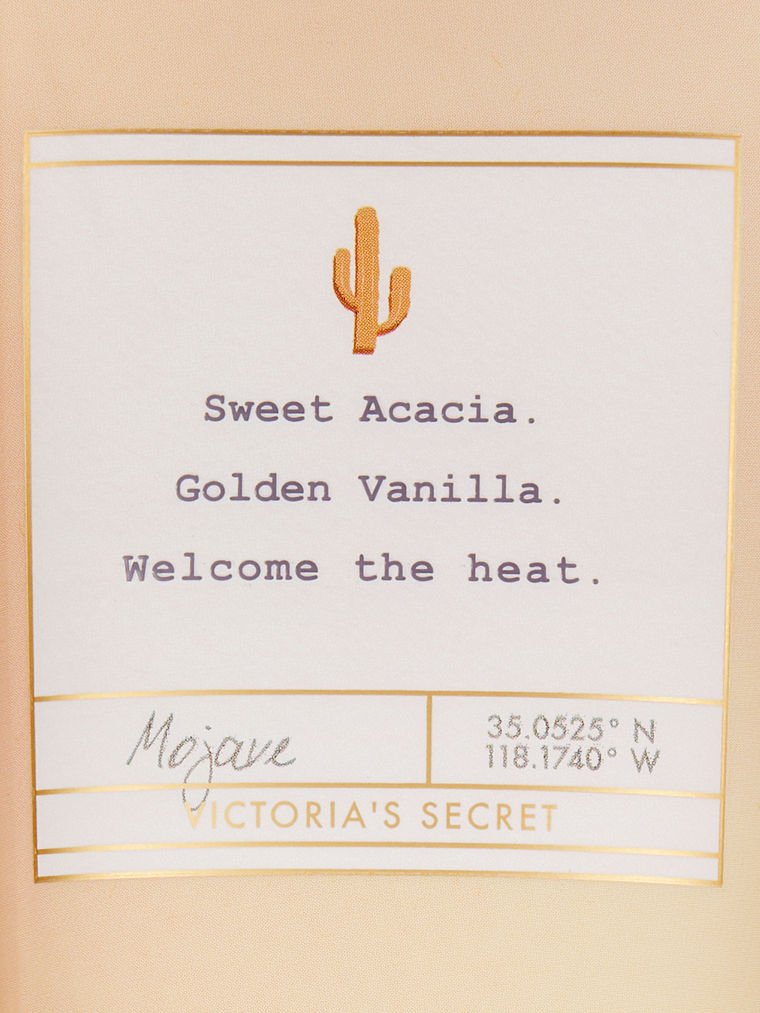 Sweet Acacia.
Golden Vanilla.
Welcome the heat.
Mojave
35.0525° N
118.1740° W
VICTORIA'S SECRET